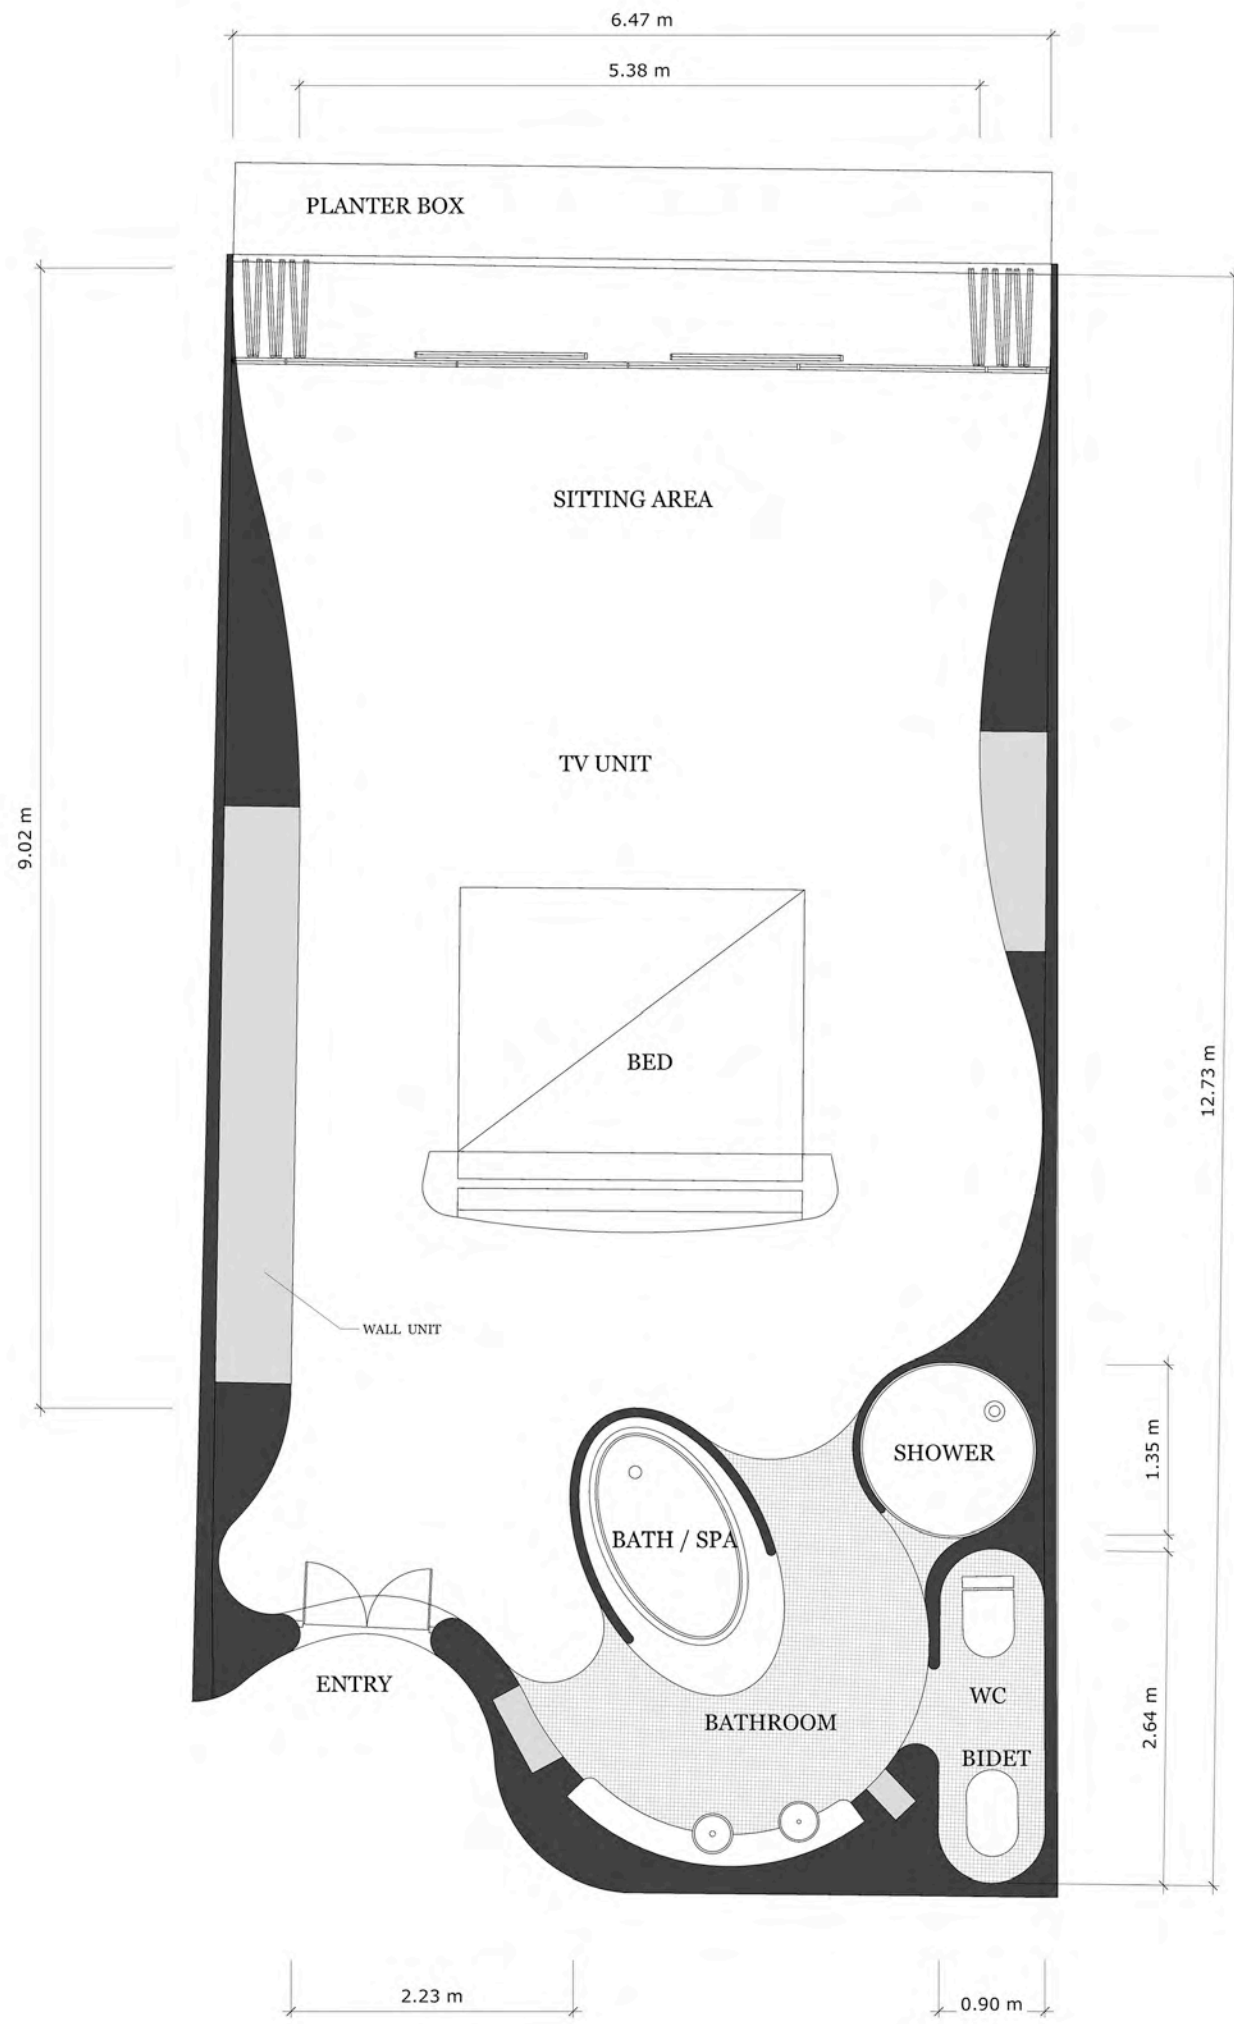 6.47 m
5.38 m
PLANTER BOX
SITTING AREA
TV UNIT
9.02 m
BED
12.73 m
WALL UNIT
1.35 m
SHOWER
BATH / SPA
ENTRY
WC
2.64 m
BATHROOM
BIDET
2.23 m
0.90 m